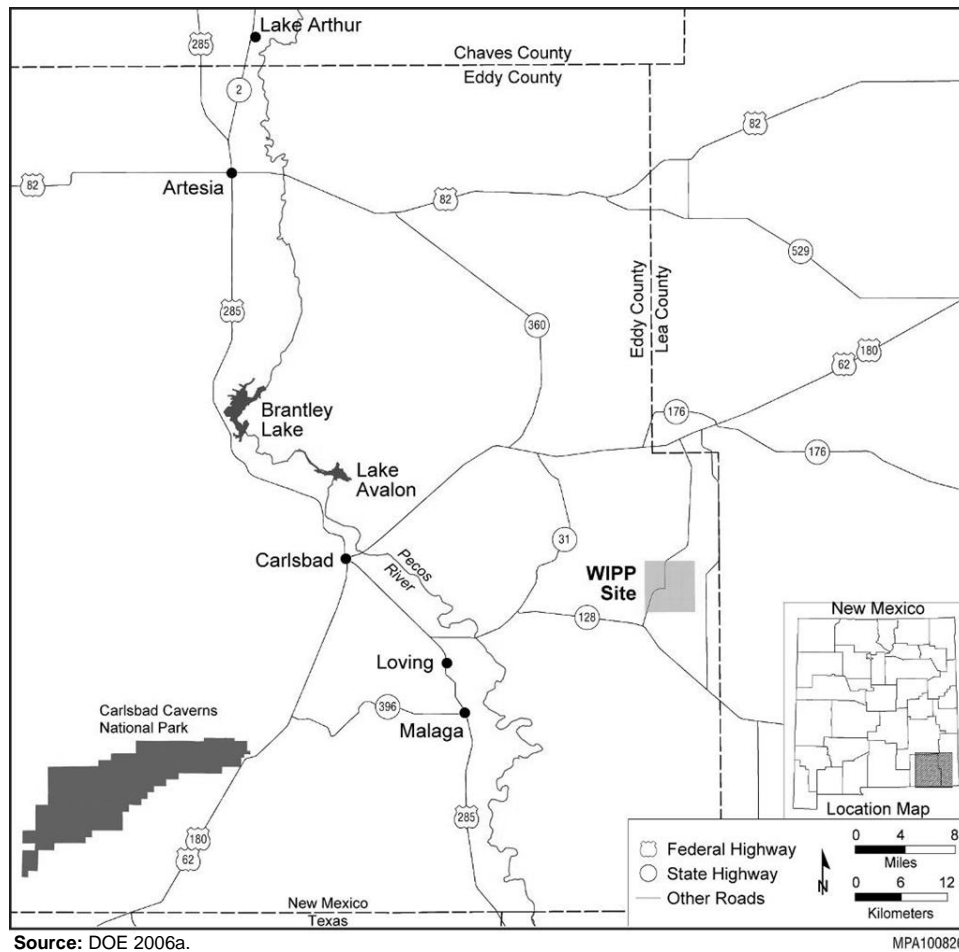 Lake Arthur
285
Chaves County
Eddy County
2
82
82
Artesia
82
529
285
360
Eddy County
Lea County
180
62
Brantley
Lake
176
176
Lake
Avalon
31
Carlsbad
Pecos
River
WIPP
Site
128
New Mexico
Loving
396
Malaga
Carlsbad Caverns
National Park
Location Map
285
180
62
Federal Highway
State Highway
Other Roads
N
0 4 8
Miles
0 6 12
Kilometers
New Mexico
Texas
Source: DOE 2006a.
MPA100820